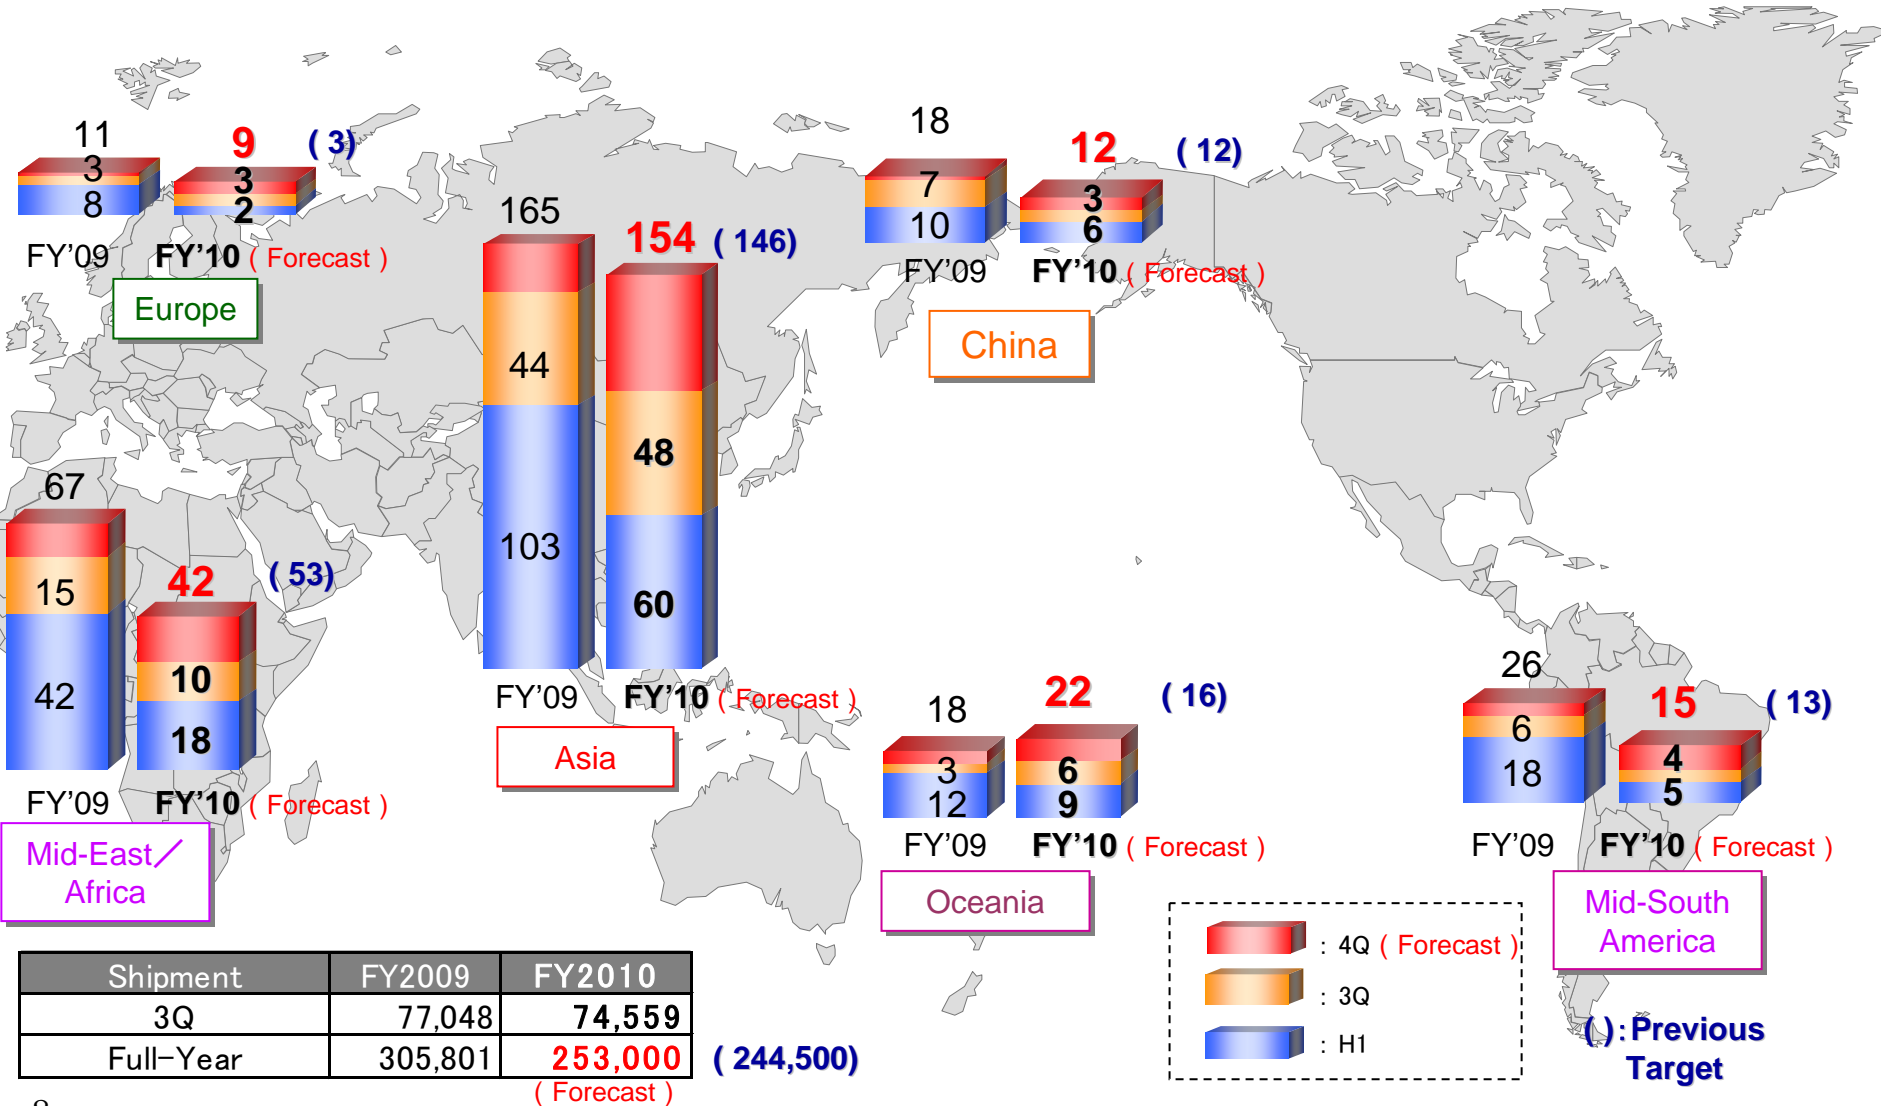 11
3
8
9
( 3)
3
2
FY'09
FY'10 ( Forecast )
Europe
165
44
103
154
( 146)
48
60
FY'09
FY'10 ( Forecast )
Asia
18
7
10
12
( 12)
3
6
FY'09
FY'10 ( Forecast )
China
67
15
42
42
( 53)
10
18
FY'09
FY'10 ( Forecast )
Mid-East／
Africa
18
3
12
22
( 16)
6
9
FY'09
FY'10 ( Forecast )
Oceania
26
6
18
15
( 13)
4
5
FY'09
FY'10 ( Forecast )
Mid-South
America
Shipment FY2009 FY2010
3Q 77,048 74,559
Full-Year 305,801 253,000 ( 244,500)
( Forecast )
: 4Q ( Forecast )
: 3Q
: H1
( ): Previous
Target